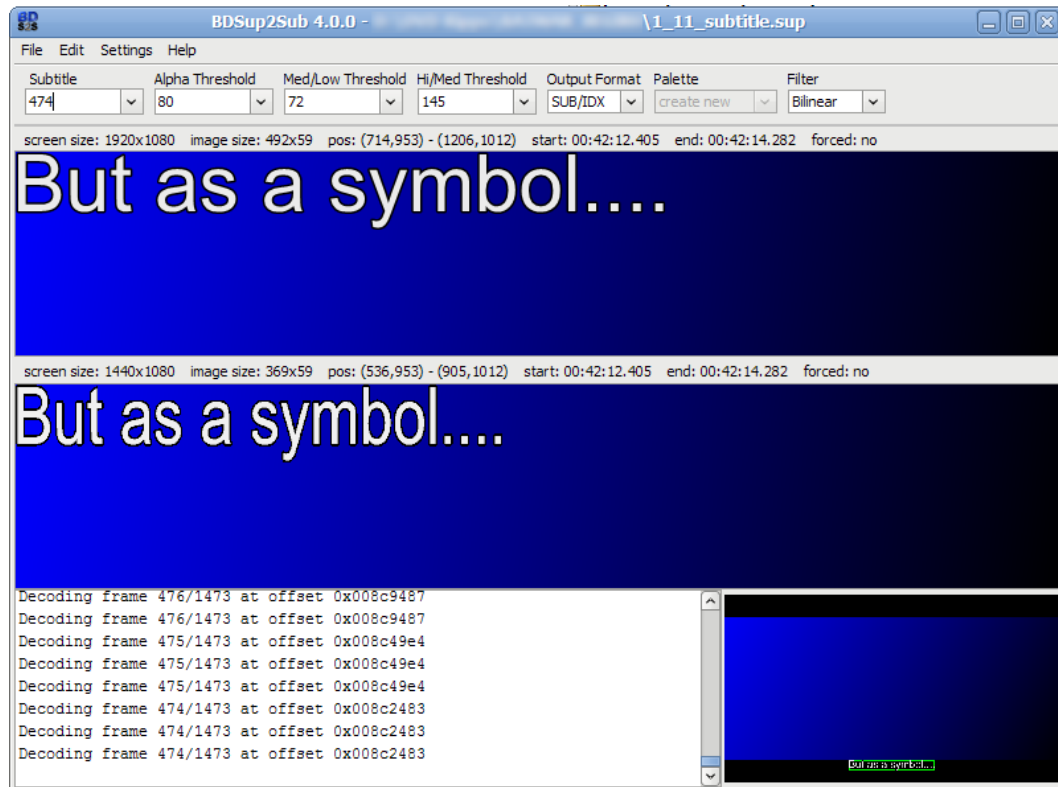 BDSup2Sub 4.0.0 - \1_11_subtitle.sup
File Edit Settings Help
Subtitle Alpha Threshold Med/Low Threshold Hi/Med Threshold Output Format Palette Filter
474 80 72 145 SUB/IDX create new Bilinear
screen size: 1920x1080 image size: 492x59 pos: (714,953) - (1206,1012) start: 00:42:12.405 end: 00:42:14.282 forced: no
But as a symbol....
screen size: 1440x1080 image size: 369x59 pos: (536,953) - (905,1012) start: 00:42:12.405 end: 00:42:14.282 forced: no
But as a symbol....
Decoding frame 476/1473 at offset 0x008c9487
Decoding frame 476/1473 at offset 0x008c9487
Decoding frame 475/1473 at offset 0x008c49e4
Decoding frame 475/1473 at offset 0x008c49e4
Decoding frame 475/1473 at offset 0x008c49e4
Decoding frame 474/1473 at offset 0x008c2483
Decoding frame 474/1473 at offset 0x008c2483
Decoding frame 474/1473 at offset 0x008c2483
But as a symbol....